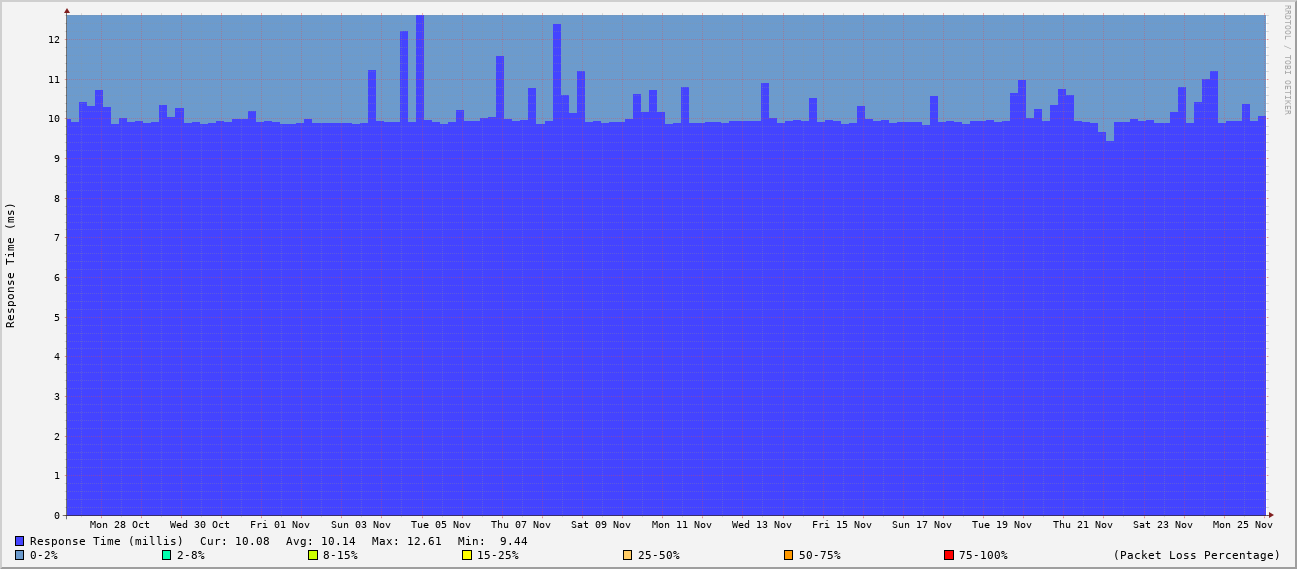 RRDTOOL / TOBI OETIKER
Response Time (ms)
12
11
10
9
8
7
6
5
4
3
2
1
0
Mon 28 Oct Wed 30 Oct Fri 01 Nov Sun 03 Nov Tue 05 Nov Thu 07 Nov Sat 09 Nov Mon 11 Nov Wed 13 Nov Fri 15 Nov Sun 17 Nov Tue 19 Nov Thu 21 Nov Sat 23 Nov Mon 25 Nov
Response Time (millis) Cur: 10.08 Avg: 10.14 Max: 12.61 Min: 9.44
0-2% 2-8% 8-15% 15-25% 25-50% 50-75% 75-100% (Packet Loss Percentage)